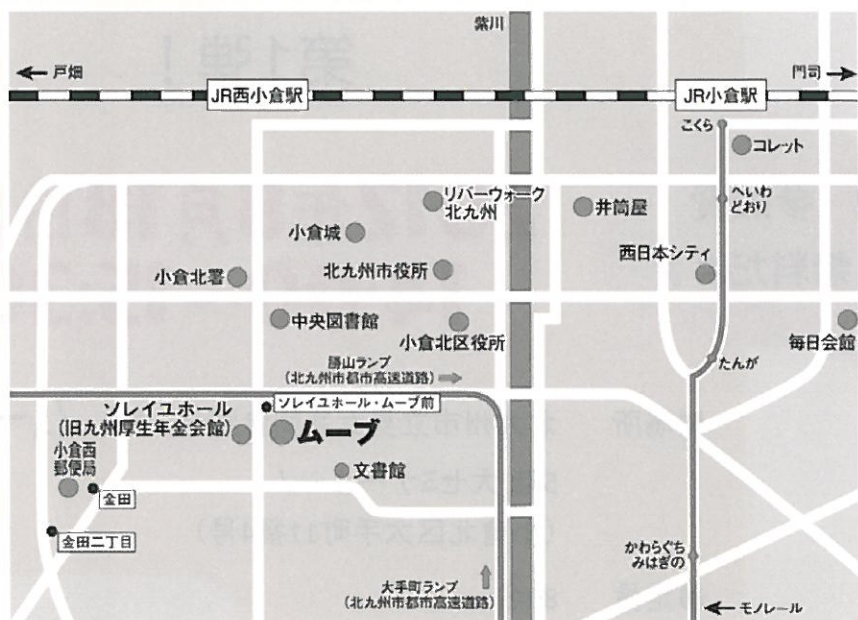 紫川
← 戸畑
門司 →
JR西小倉駅
JR小倉駅
こくら
コレット
リバーウォーク
北九州
へいわ
どおり
井筒屋
小倉城
小倉北署
北九州市役所
西日本シティ
中央図書館
小倉北区役所
毎日会館
勝山ランプ
(北九州市都市高速道路)→
たんが
ソレイユホール・ムーブ前
ソレイユホール
(旧九州厚生年金会館)
ムーブ
小倉西
郵便局
文書館
金田
金田二丁目
かわらぐち
みはぎの
大手町ランプ
(北九州市都市高速道路)
← モノレール